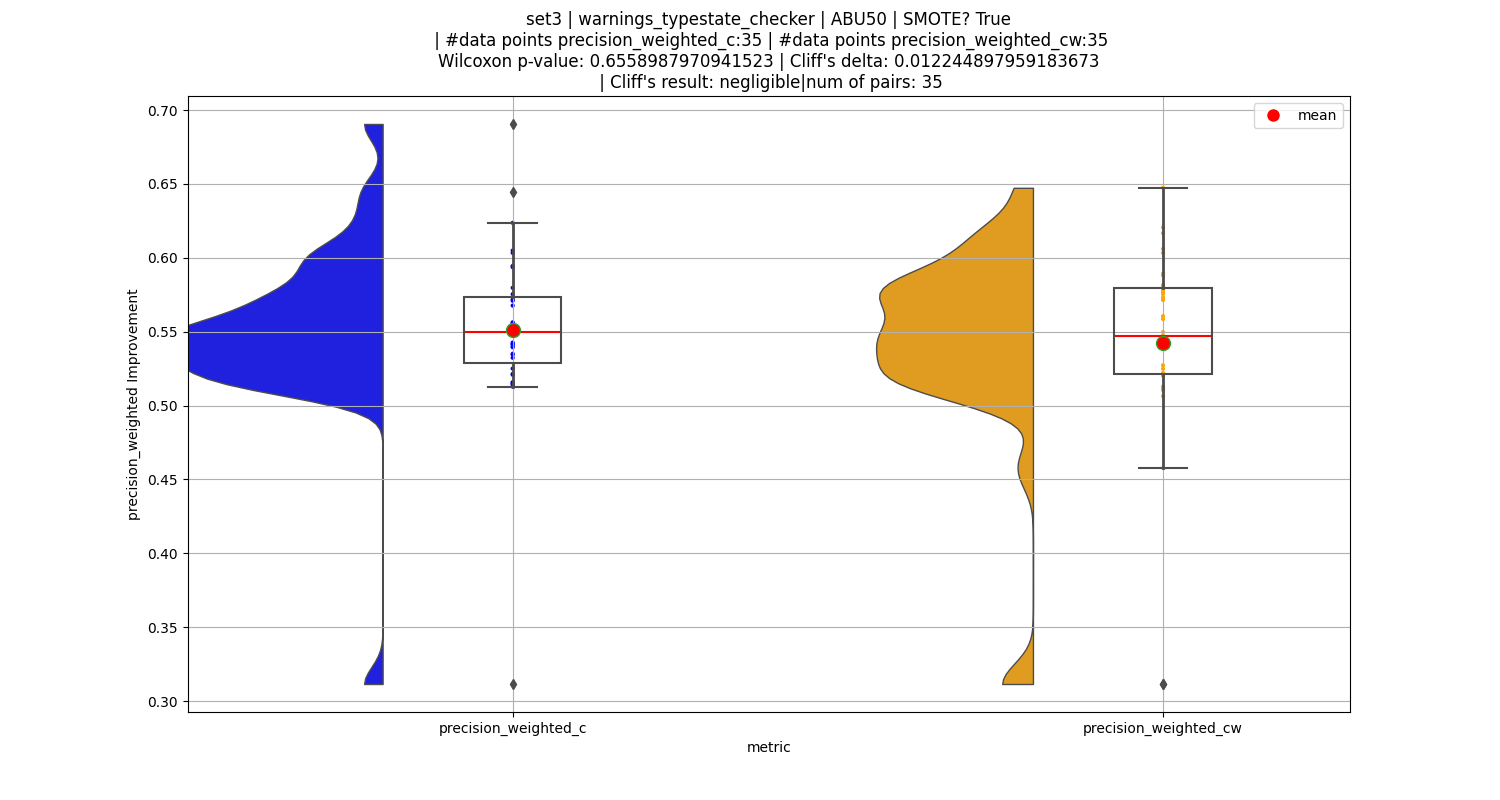 set3 | warnings_typestate_checker | ABU50 | SMOTE? True
| #data points precision_weighted_c:35 | #data points precision_weighted_cw:35
Wilcoxon p-value: 0.6558987970941523 | Cliff's delta: 0.012244897959183673
| Cliff's result: negligible|num of pairs: 35
mean
0.70
0.65
0.60
0.55
0.50
0.45
0.40
0.35
0.30
precision_weighted Improvement
precision_weighted_c
precision_weighted_cw
metric